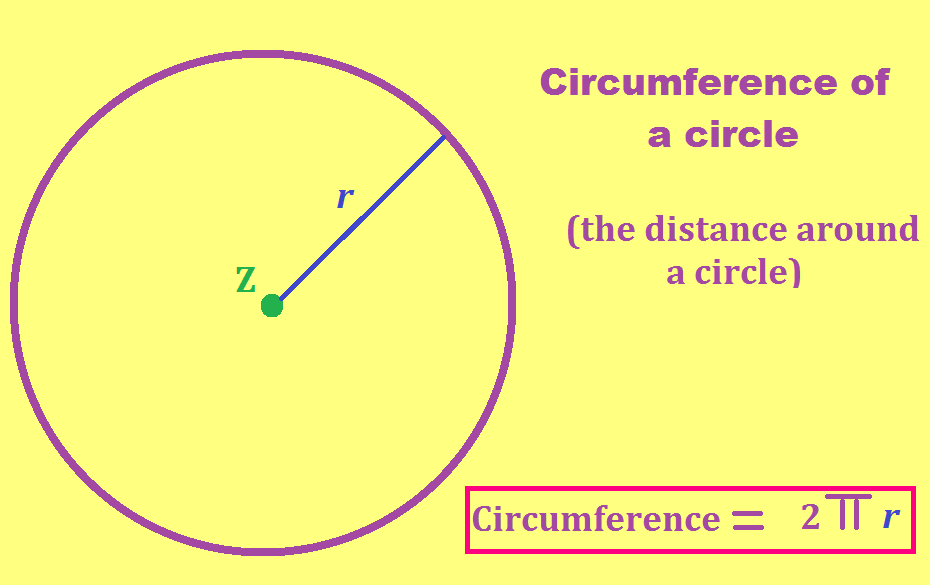 Circumference of
a circle
(the distance around
a circle)
r
Z
Circumference = 2 π r